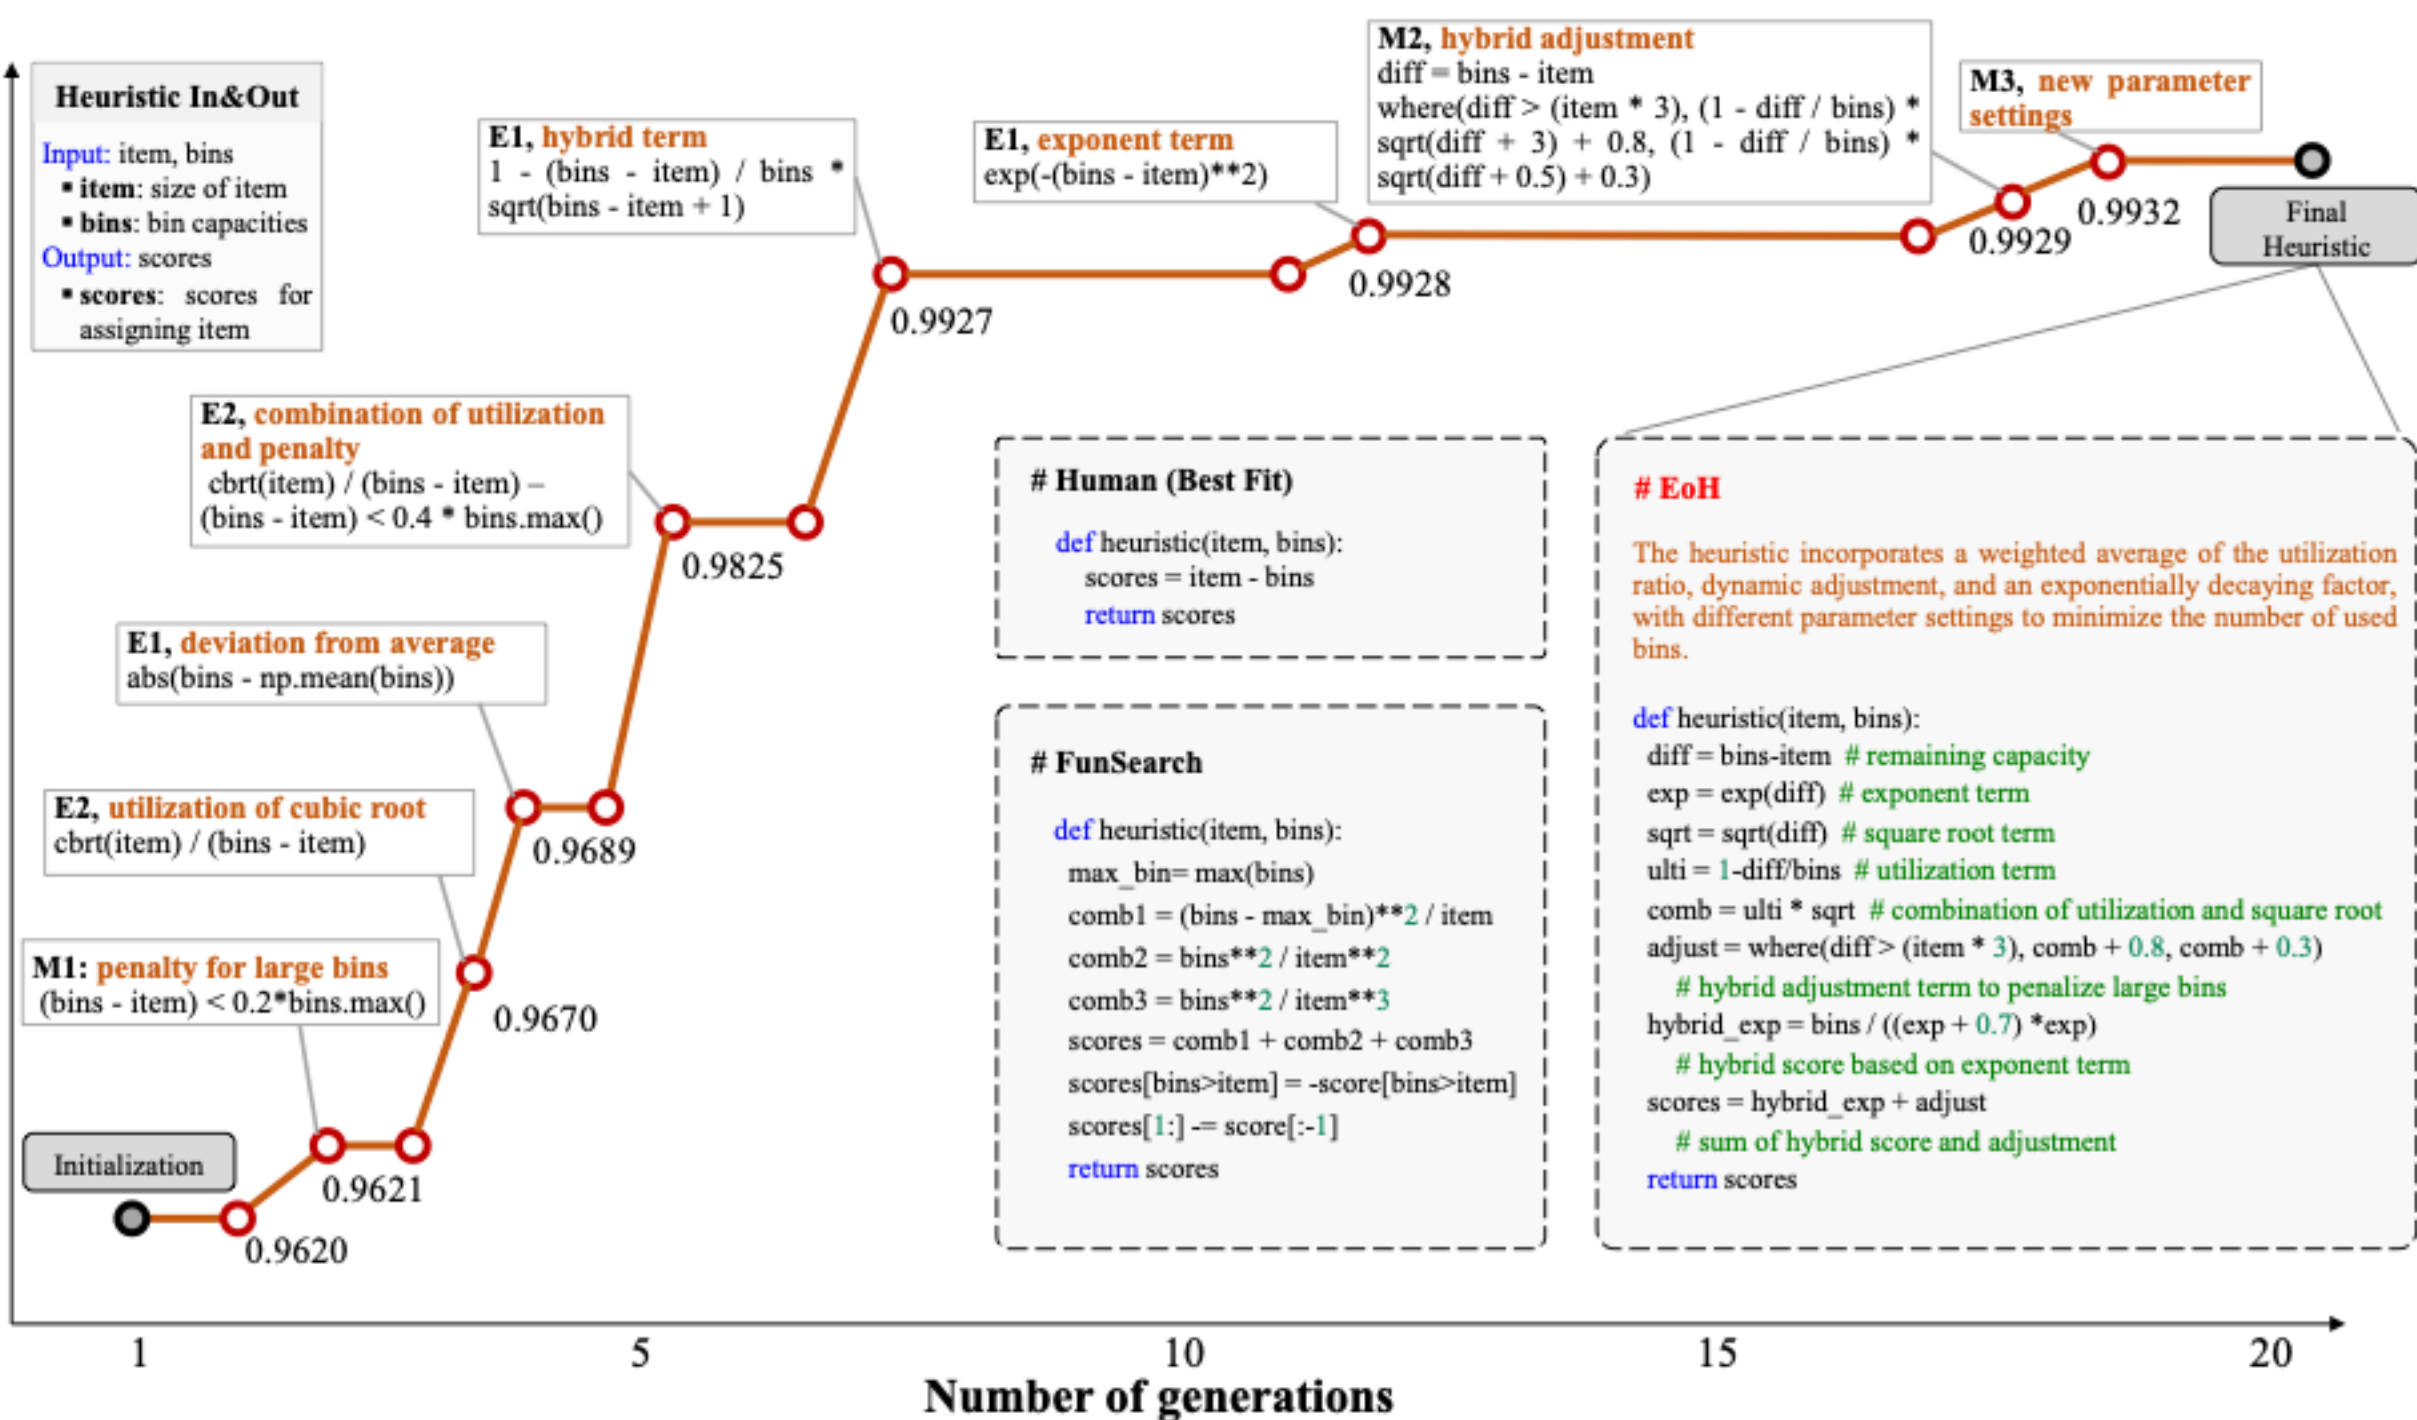 Heuristic In&Out
Input: item, bins
▪ item: size of item
▪ bins: bin capacities
Output: scores
▪ scores: scores for
assigning item
E1, hybrid term
1 - (bins - item) / bins *
sqrt(bins - item + 1)
E1, exponent term
exp(-(bins - item)**2)
M2, hybrid adjustment
diff = bins - item
where(diff > (item * 3), (1 - diff / bins) *
sqrt(diff + 3) + 0.8, (1 - diff / bins) *
sqrt(diff + 0.5) + 0.3)
M3, new parameter
settings
0.9927
0.9928
0.9929
0.9932
Final
Heuristic
E2, combination of utilization
and penalty
cbrt(item) / (bins - item) –
(bins - item) < 0.4 * bins.max()
0.9825
E1, deviation from average
abs(bins - np.mean(bins))
0.9689
E2, utilization of cubic root
cbrt(item) / (bins - item)
0.9670
M1: penalty for large bins
(bins - item) < 0.2*bins.max()
0.9621
Initialization
0.9620
# Human (Best Fit)
def heuristic(item, bins):
scores = item - bins
return scores
# FunSearch
def heuristic(item, bins):
max_bin= max(bins)
comb1 = (bins - max_bin)**2 / item
comb2 = bins**2 / item**2
comb3 = bins**2 / item**3
scores = comb1 + comb2 + comb3
scores[bins>item] = -score[bins>item]
scores[1:] -= score[:-1]
return scores
# EoH
The heuristic incorporates a weighted average of the utilization
ratio, dynamic adjustment, and an exponentially decaying factor,
with different parameter settings to minimize the number of used
bins.
def heuristic(item, bins):
diff = bins-item # remaining capacity
exp = exp(diff) # exponent term
sqrt = sqrt(diff) # square root term
ulti = 1-diff/bins # utilization term
comb = ulti * sqrt # combination of utilization and square root
adjust = where(diff > (item * 3), comb + 0.8, comb + 0.3)
# hybrid adjustment term to penalize large bins
hybrid_exp = bins / ((exp + 0.7) *exp)
# hybrid score based on exponent term
scores = hybrid_exp + adjust
# sum of hybrid score and adjustment
return scores
1 5 10 15 20
Number of generations